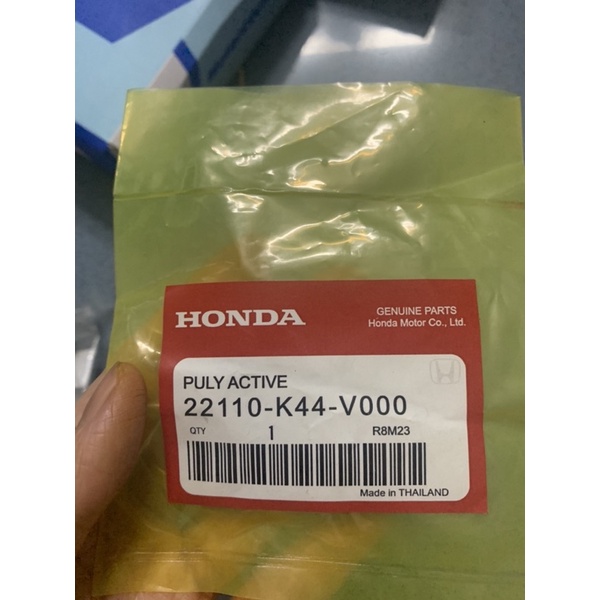 HONDA
GENUINE PARTS
Honda Motor Co., Ltd.
PULY ACTIVE
22110-K44-V000
QTY 1 R8M23
Made in THAILAND